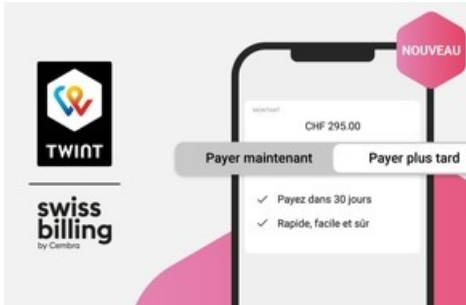 NOUVEAU
TWINT
swiss
billing
by Cembra
MONTANT
CHF 295.00
Payer maintenant
Payer plus tard
Payez dans 30 jours
Rapide, facile et sûr